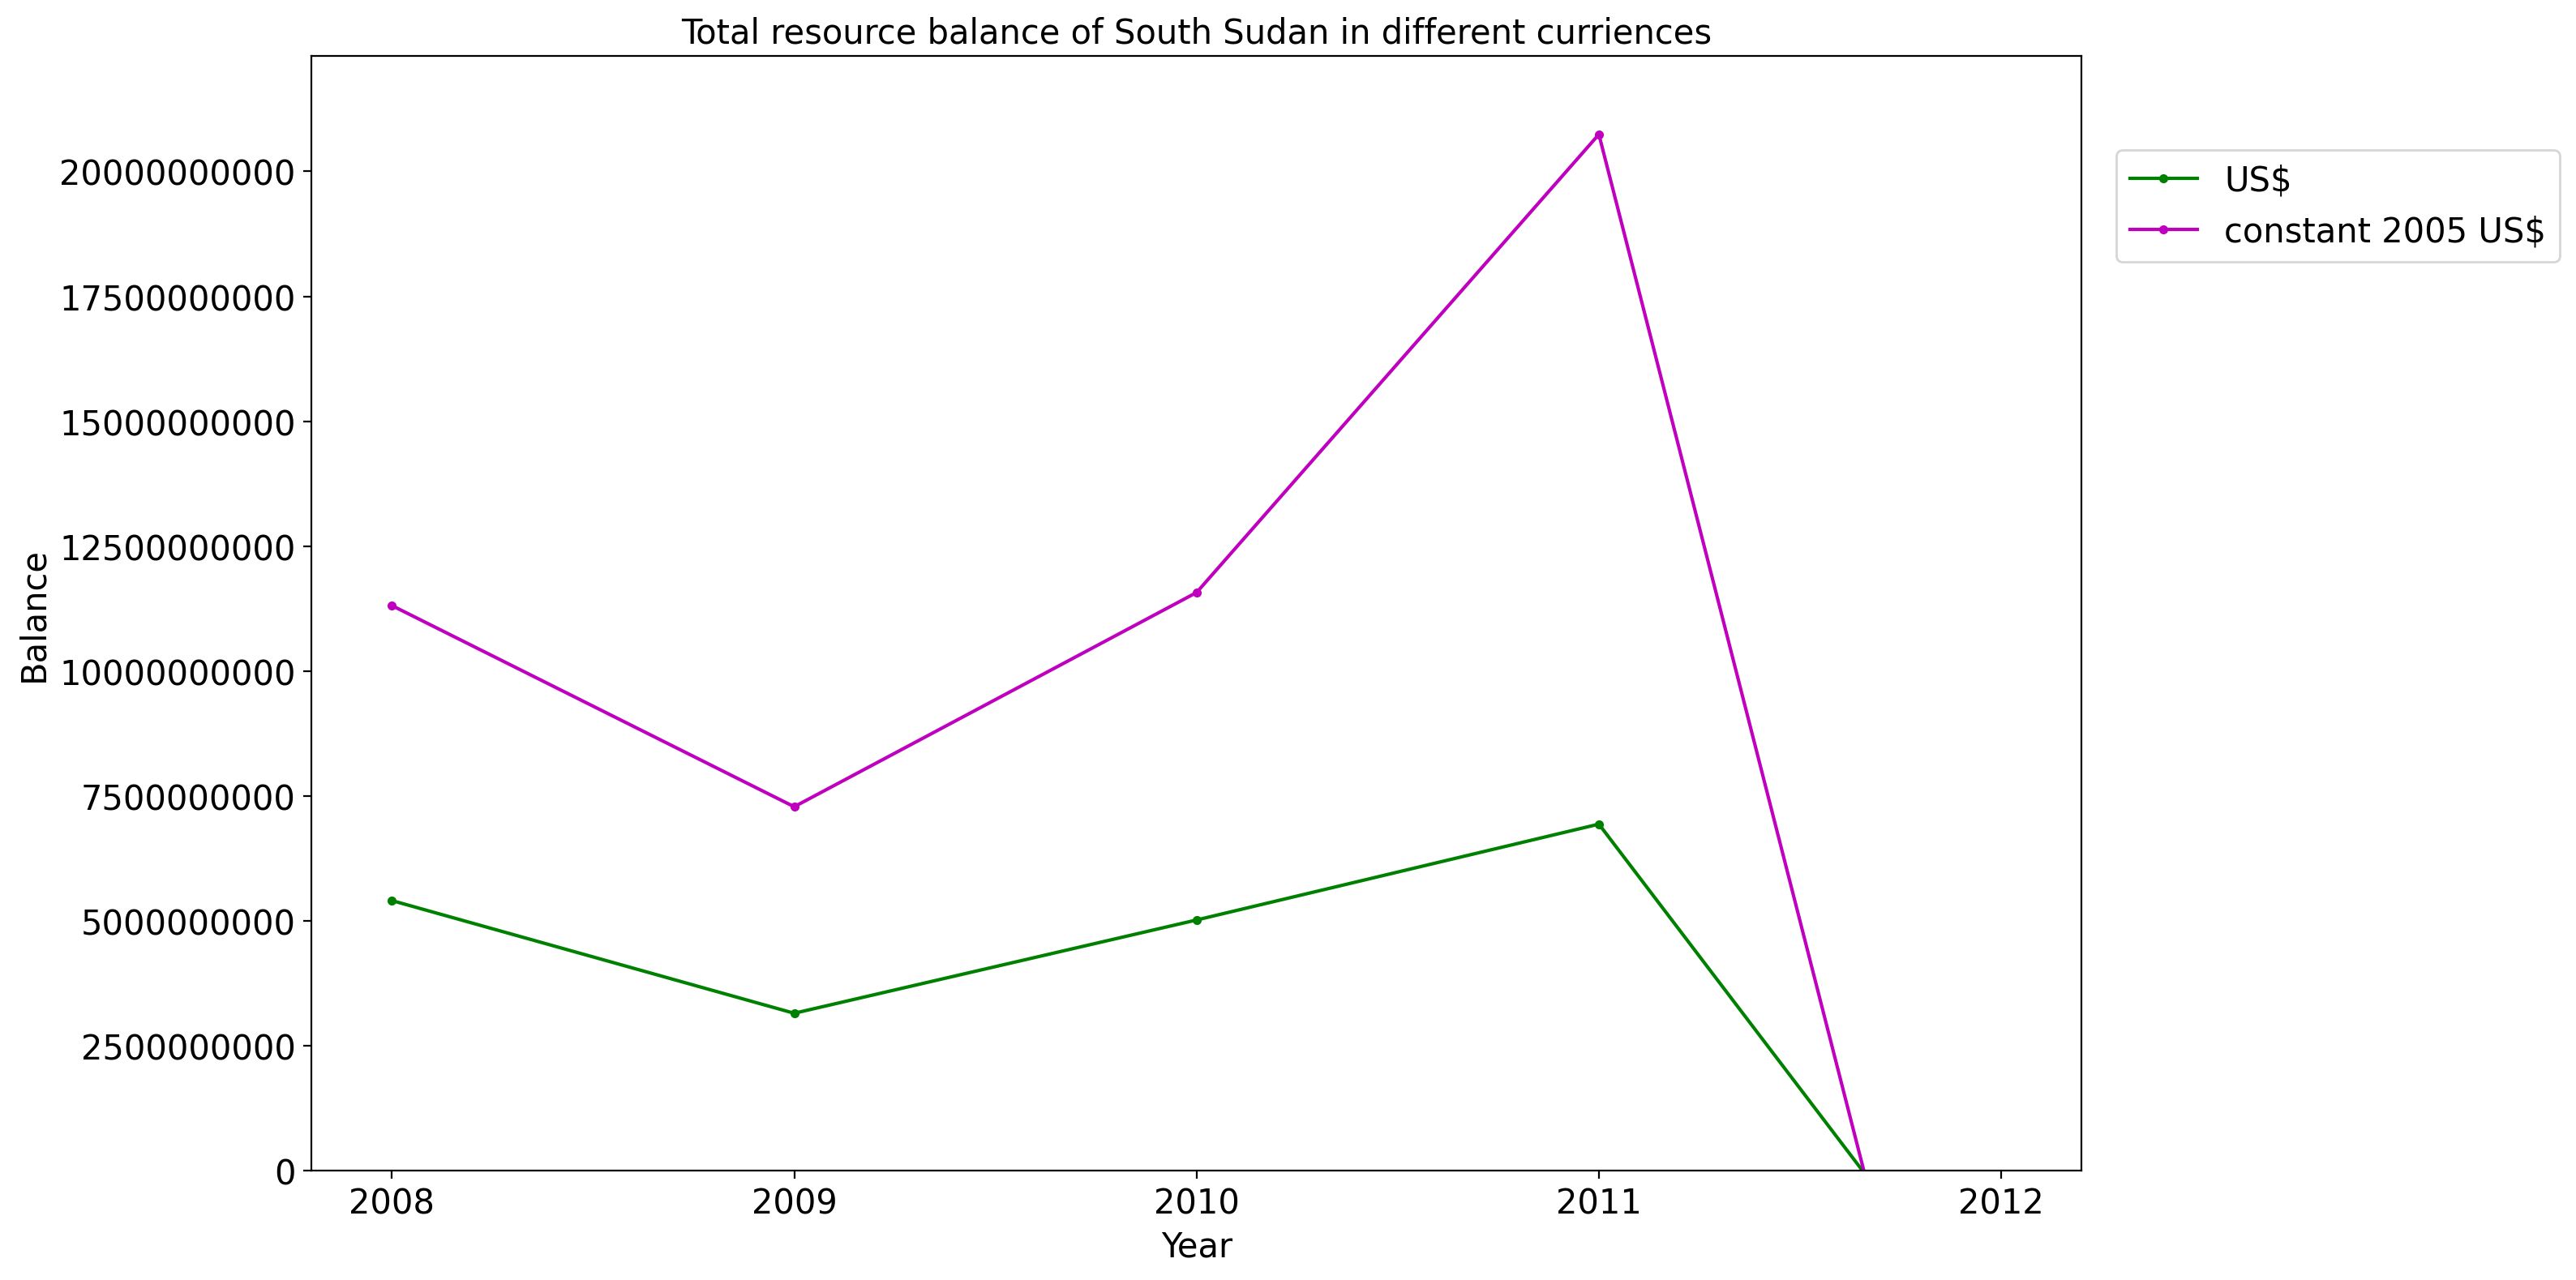 Total resource balance of South Sudan in different curriences
20000000000
17500000000
15000000000
12500000000
10000000000
7500000000
5000000000
2500000000
0
Balance
2008 2009 2010 2011 2012
Year
US$
constant 2005 US$